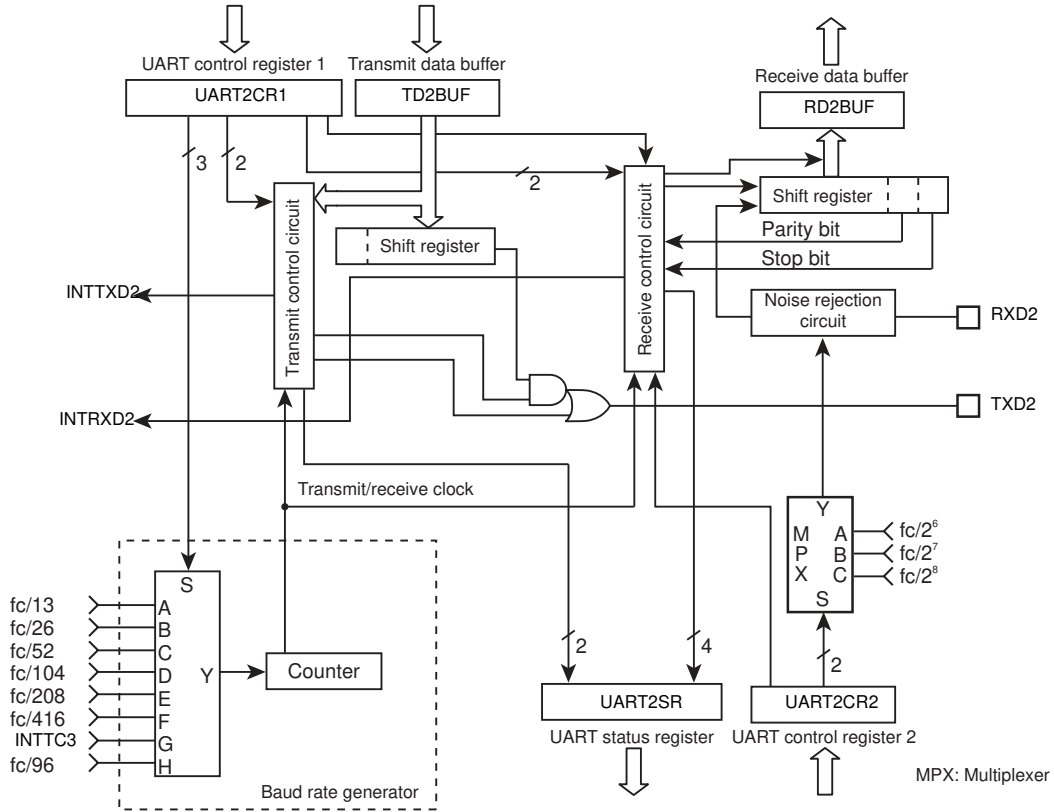 UART control register 1
Transmit data buffer
Receive data buffer
UART2CR1
TD2BUF
RD2BUF
3
2
2
Transmit control circuit
Shift register
Receive control circuit
Shift register
Parity bit
Stop bit
INTTXD2
Noise rejection
circuit
RXD2
INTRXD2
TXD2
Transmit/receive clock
Y
MPX
A
B
C
S
fc/2⁶
fc/2⁷
fc/2⁸
S
fc/13
A
fc/26
B
fc/52
C
fc/104
D
fc/208
E
fc/416
F
INTTC3
G
fc/96
H
Y
Counter
2
4
2
UART2SR
UART2CR2
UART status register
UART control register 2
Baud rate generator
MPX: Multiplexer